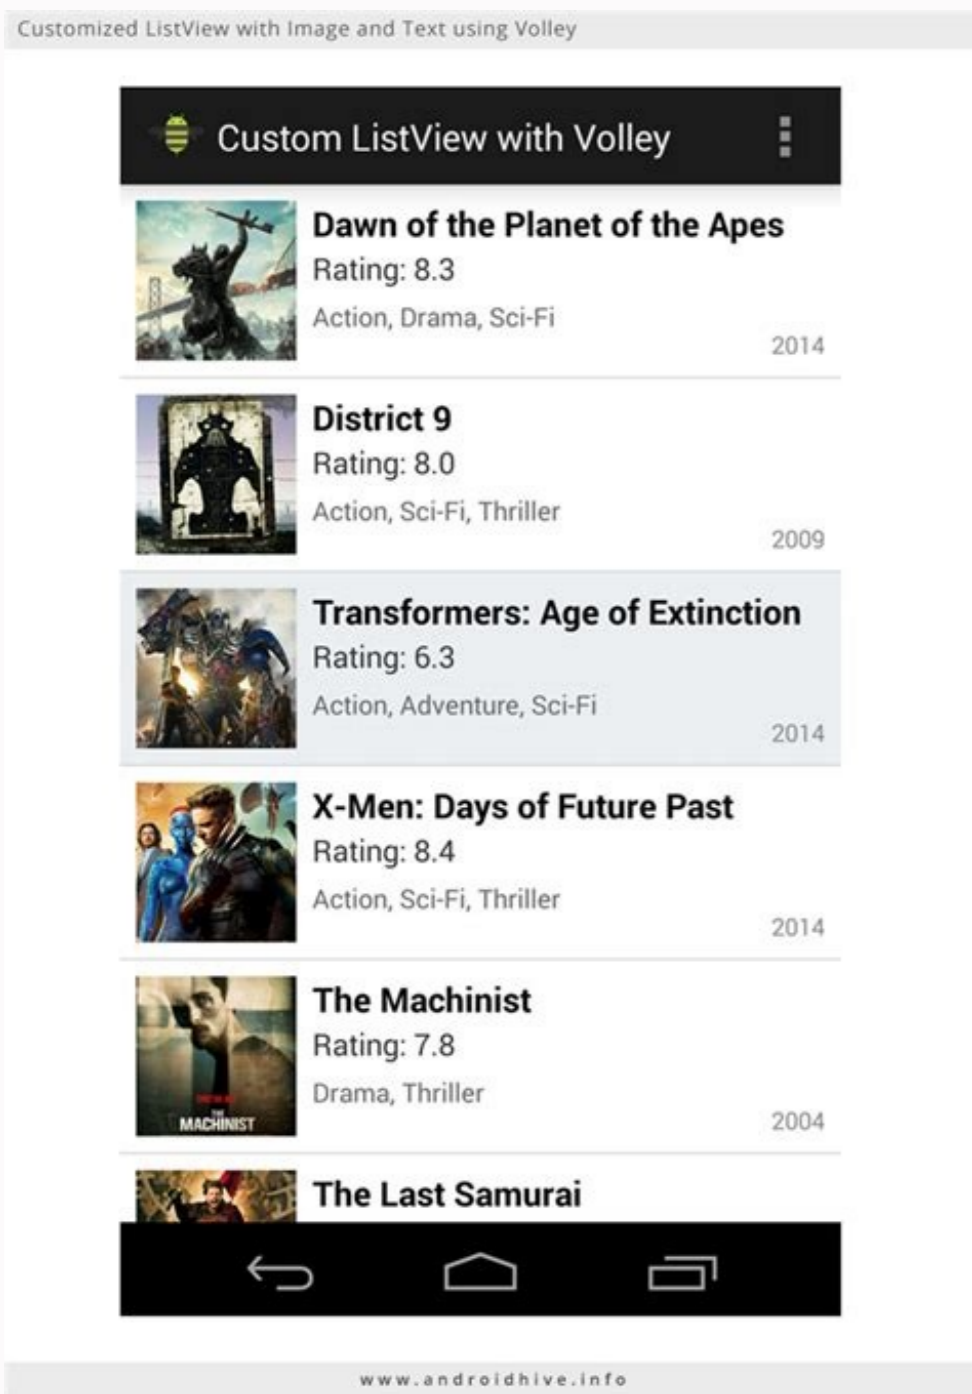 Customized ListView with Image and Text using Volley
Custom ListView with Volley
Dawn of the Planet of the Apes
Rating: 8.3
Action, Drama, Sci-Fi
2014
District 9
Rating: 8.0
Action, Sci-Fi, Thriller
2009
Transformers: Age of Extinction
Rating: 6.3
Action, Adventure, Sci-Fi
2014
X-Men: Days of Future Past
Rating: 8.4
Action, Sci-Fi, Thriller
2014
The Machinist
Rating: 7.8
Drama, Thriller
2004
THE
MACHINIST
The Last Samurai
www.androidhive.info